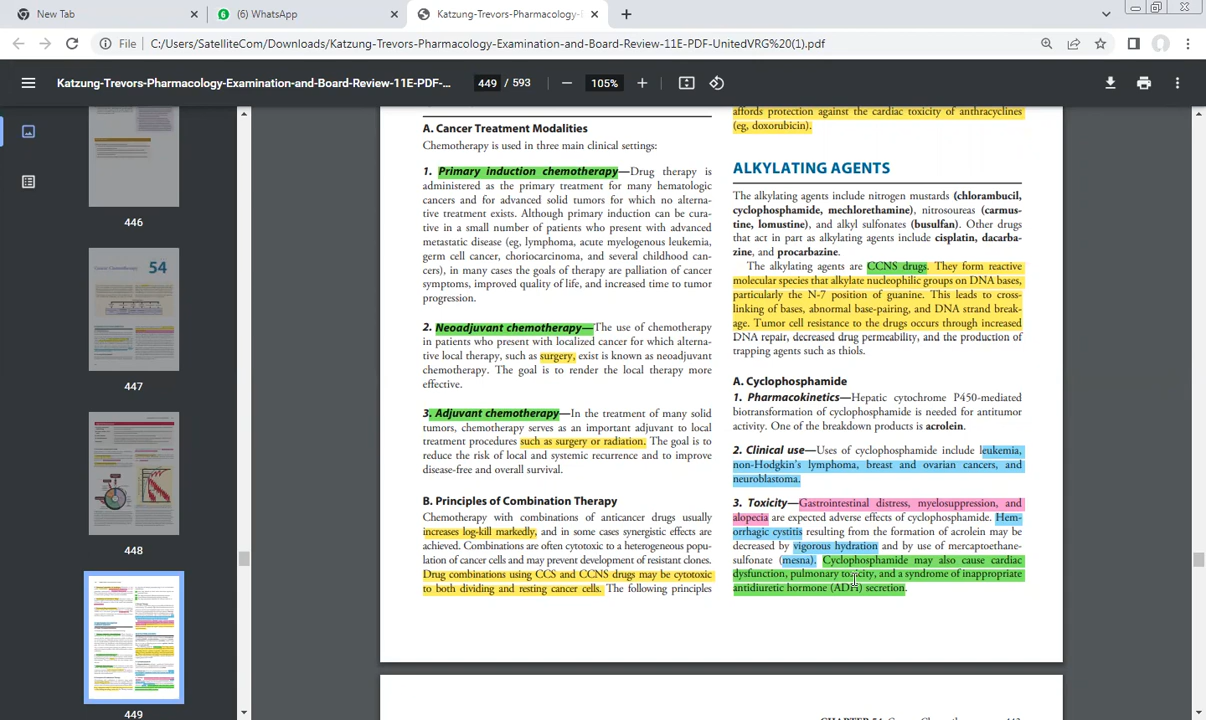 New Tab
(6) WhatsApp
Katzung-Trevors-Pharmacology-
File
C:/Users/SatelliteCom/Downloads/Katzung-Trevors-Pharmacology-Examination-and-Board-Review-11E-PDF-UnitedVRG%20(1).pdf
Katzung-Trevors-Pharmacology-Examination-and-Board-Review-11E-PDF-...
449 / 593
105%
446
54
447
448
449
A. Cancer Treatment Modalities
Chemotherapy is used in three main clinical settings:
1. Primary induction chemotherapy—Drug therapy is
administered as the primary treatment for many hematologic
cancers and for advanced solid tumors for which no alterna-
tive treatment exists. Although primary induction can be cura-
tive in a small number of patients who present with advanced
metastatic disease (eg, lymphoma, acute myelogenous leukemia,
germ cell cancer, choriocarcinoma, and several childhood can-
cers), in many cases the goals of therapy are palliation of cancer
symptoms, improved quality of life, and increased time to tumor
progression.
2. Neoadjuvant chemotherapy—The use of chemotherapy
in patients who present with localized cancer for which alterna-
tive local therapy, such as surgery, exist is known as neoadjuvant
chemotherapy. The goal is to render the local therapy more
effective.
3. Adjuvant chemotherapy—In the treatment of many solid
tumors, chemotherapy serves as an important adjuvant to local
treatment procedures such as surgery or radiation. The goal is to
reduce the risk of local and systemic recurrence and to improve
disease-free and overall survival.
B. Principles of Combination Therapy
Chemotherapy with combinations of anticancer drugs usually
increases log-kill markedly, and in some cases synergistic effects are
achieved. Combinations are often cytotoxic to a heterogeneous popu-
lation of cancer cells and may prevent development of resistant clones.
Drug combinations using CCS and CCNS drugs may be cytotoxic
to both dividing and resting cancer cells. The following principles
affords protection against the cardiac toxicity of anthracyclines
(eg, doxorubicin).
ALKYLATING AGENTS
The alkylating agents include nitrogen mustards (chlorambucil,
cyclophosphamide, mechlorethamine), nitrosoureas (carmus-
tine, lomustine), and alkyl sulfonates (busulfan). Other drugs
that act in part as alkylating agents include cisplatin, dacarba-
zine, and procarbazine.
The alkylating agents are CCNS drugs. They form reactive
molecular species that alkylate nucleophilic groups on DNA bases,
particularly the N-7 position of guanine. This leads to cross-
linking of bases, abnormal base-pairing, and DNA strand break-
age. Tumor cell resistance to the drugs occurs through increased
DNA repair, decreased drug permeability, and the production of
trapping agents such as thiols.
A. Cyclophosphamide
1. Pharmacokinetics—Hepatic cytochrome P450-mediated
biotransformation of cyclophosphamide is needed for antitumor
activity. One of the breakdown products is acrolein.
2. Clinical use—Uses of cyclophosphamide include leukemia,
non-Hodgkin's lymphoma, breast and ovarian cancers, and
neuroblastoma.
3. Toxicity—Gastrointestinal distress, myelosuppression, and
alopecia are expected adverse effects of cyclophosphamide. Hem-
orrhagic cystitis resulting from the formation of acrolein may be
decreased by vigorous hydration and by use of mercaptoethane-
sulfonate (mesna). Cyclophosphamide may also cause cardiac
dysfunction, pulmonary toxicity, and a syndrome of inappropriate
antidiuretic hormone (ADH) secretion.